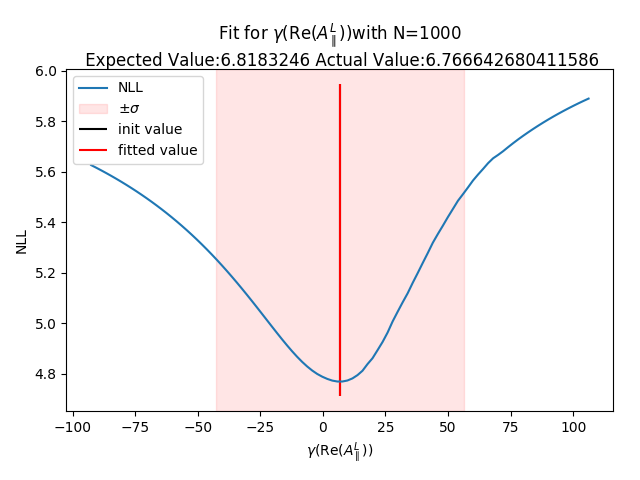 Fit for γ(Re(A_∥^L))with N=1000
Expected Value:6.8183246 Actual Value:6.766642680411586
6.0
5.8
5.6
5.4
5.2
5.0
4.8
NLL
NLL
±σ
init value
fitted value
−100 −75 −50 −25 0 25 50 75 100
γ(Re(A_∥^L))